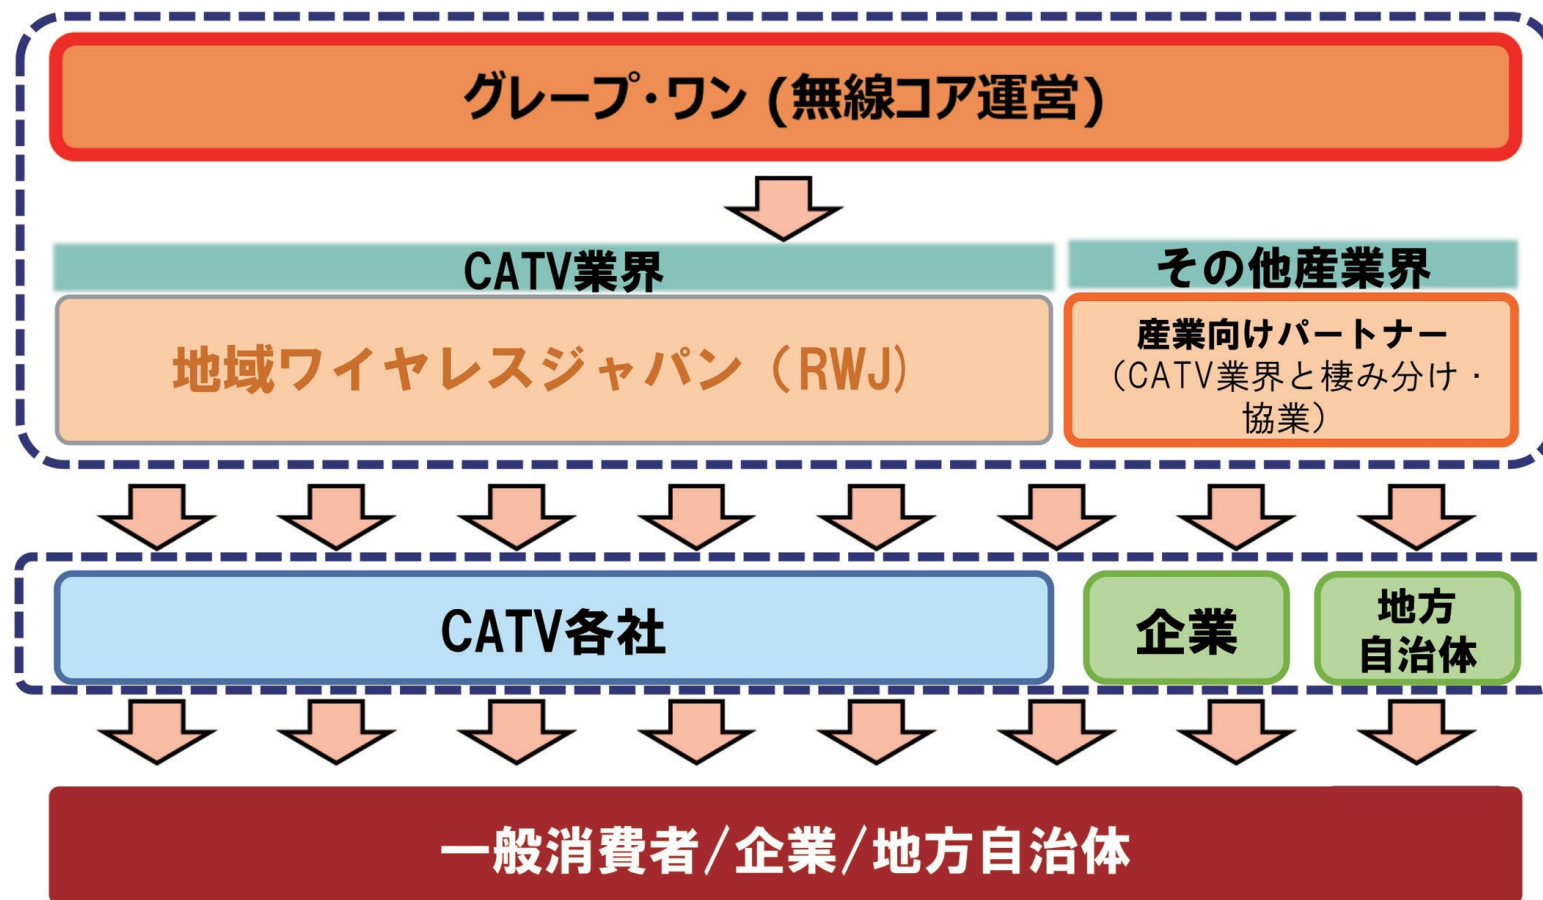 グレープ・ワン (無線コア運営)
CATV業界
その他産業界
地域ワイヤレスジャパン（RWJ）
産業向けパートナー
（CATV業界と棲み分け・
協業）
CATV各社
企業
地方
自治体
一般消費者/企業/地方自治体